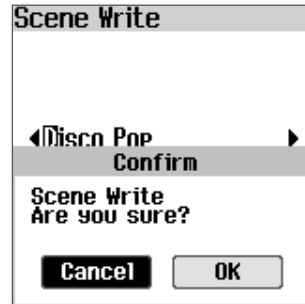 Scene Write
Disco Pop
Confirm
Scene Write
Are you sure?
Cancel OK